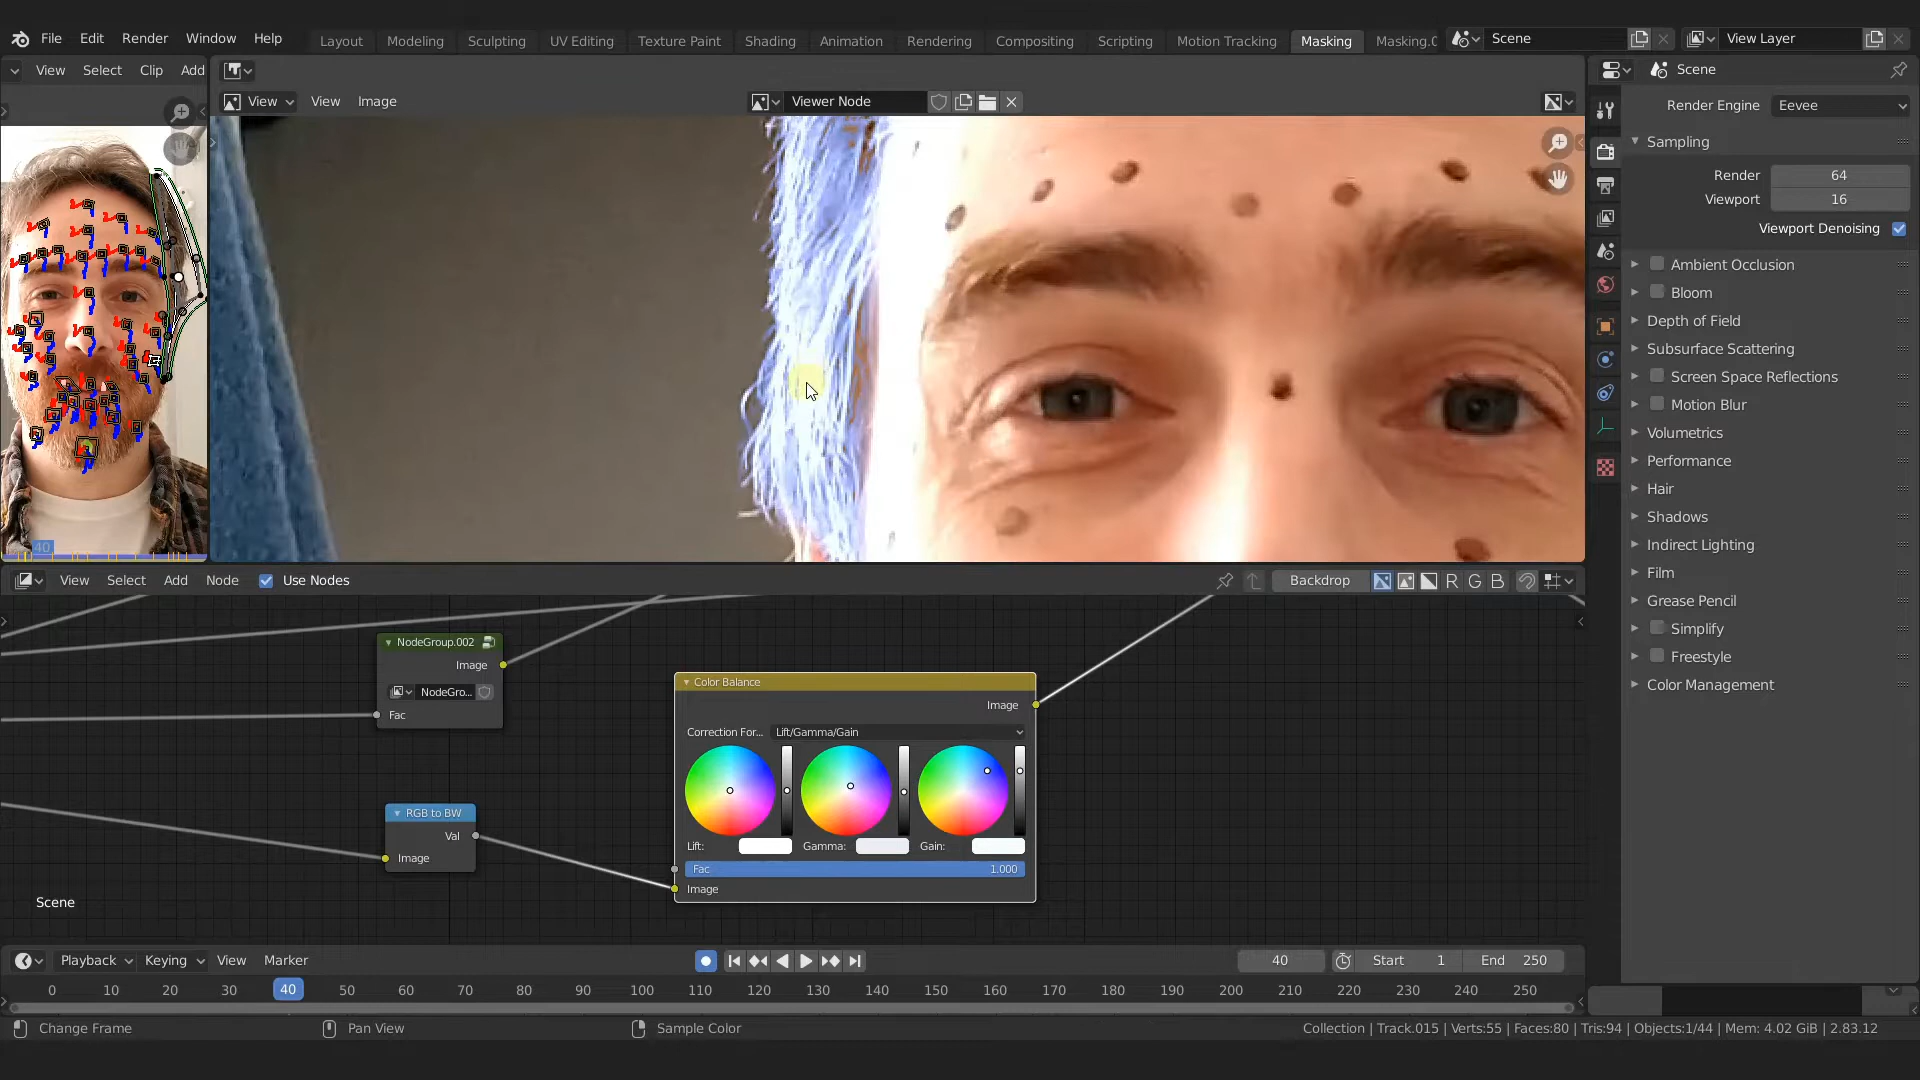 File Edit Render Window Help Layout Modeling Sculpting UV Editing Texture Paint Shading Animation Rendering Compositing Scripting Motion Tracking Masking Masking.0 Scene View Layer
View Select Clip Add
Scene
View View Image Viewer Node
Render Engine Eevee
Sampling
Render 64
Viewport 16
Viewport Denoising
Ambient Occlusion
Bloom
Depth of Field
Subsurface Scattering
Screen Space Reflections
Motion Blur
Volumetrics
Performance
Hair
Shadows
Indirect Lighting
Film
Grease Pencil
Simplify
Freestyle
Color Management
40
View Select Add Node Use Nodes Backdrop R G B
NodeGroup.002
Image
NodeGro...
Fac
RGB to BW
Val
Image
Color Balance
Image
Correction For... Lift/Gamma/Gain
Lift: Gamma: Gain:
Fac 1.000
Image
Scene
Playback Keying View Marker 40 Start 1 End 250
0 10 20 30 40 50 60 70 80 90 100 110 120 130 140 150 160 170 180 190 200 210 220 230 240 250
Change Frame Pan View Sample Color Collection | Track.015 | Verts:55 | Faces:80 | Tris:94 | Objects:1/44 | Mem: 4.02 GiB | 2.83.12